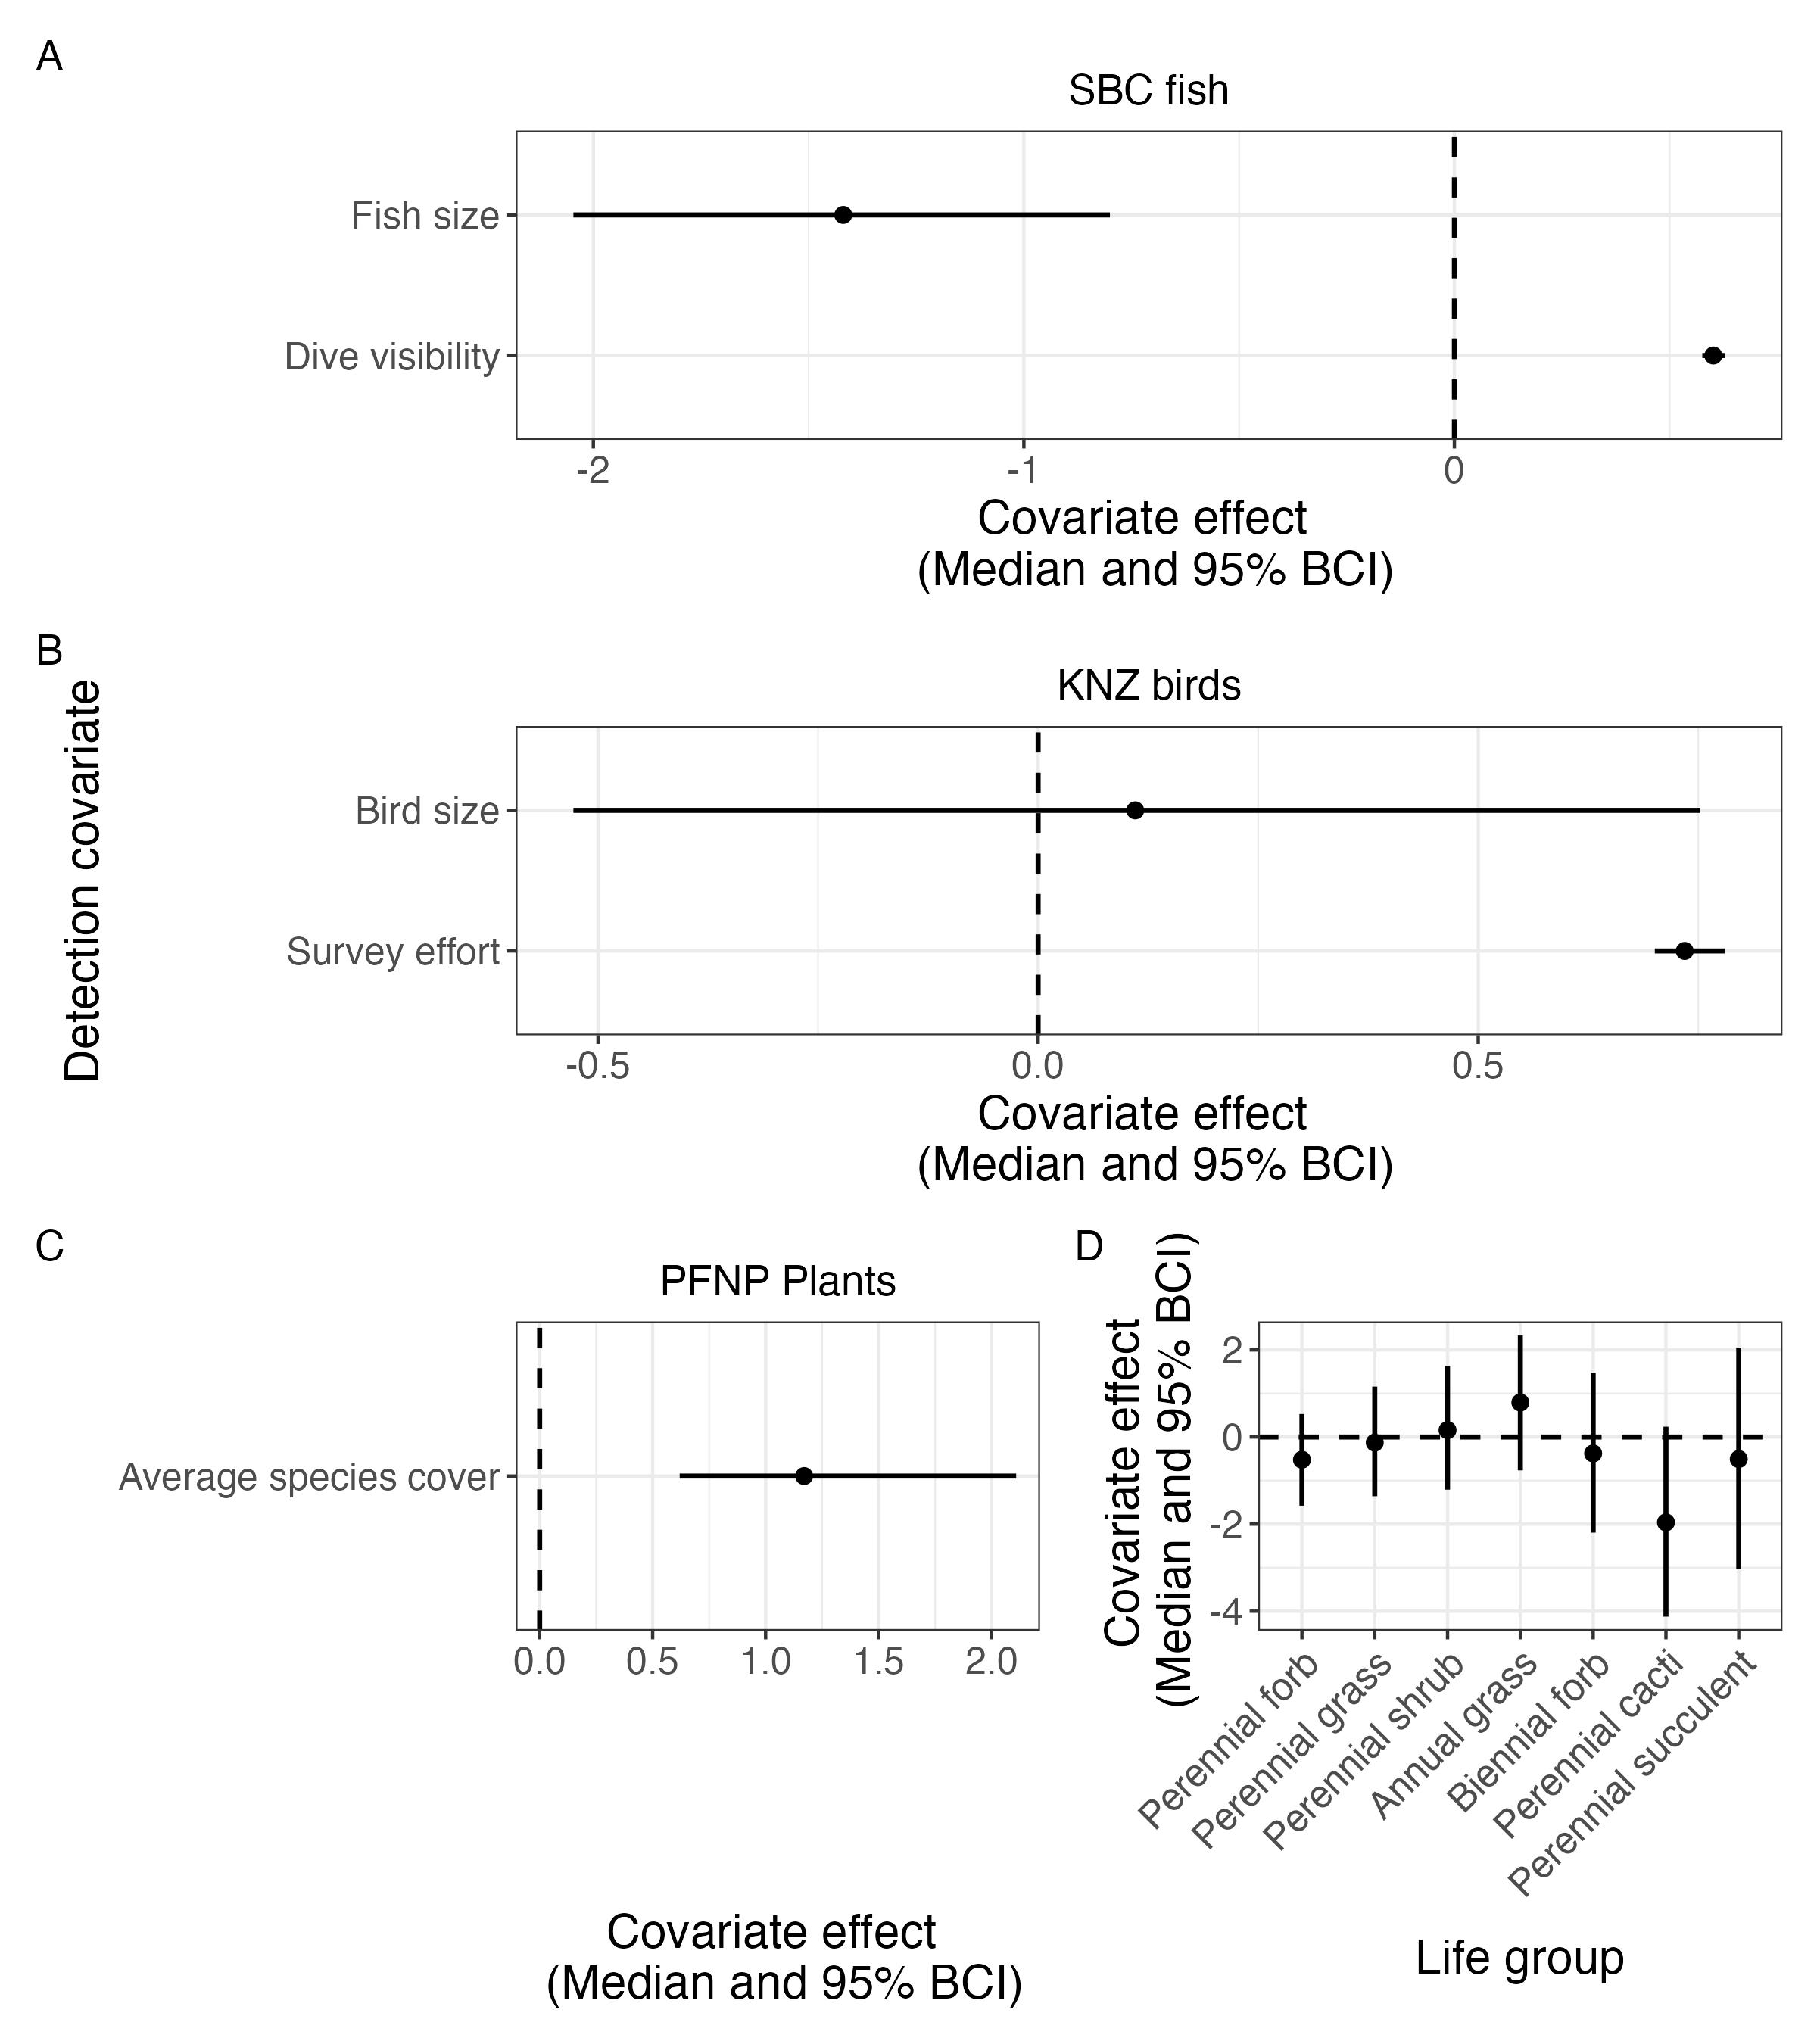 A
SBC fish
Fish size
Dive visibility
-2
-1
0
Covariate effect
(Median and 95% BCI)
B
KNZ birds
Detection covariate
Bird size
Survey effort
-0.5
0.0
0.5
Covariate effect
(Median and 95% BCI)
C
PFNP Plants
Average species cover
0.0
0.5
1.0
1.5
2.0
Covariate effect
(Median and 95% BCI)
D
Covariate effect
(Median and 95% BCI)
2
0
-2
-4
Perennial forb
Perennial grass
Perennial shrub
Annual grass
Biennial forb
Perennial cacti
Perennial succulent
Life group